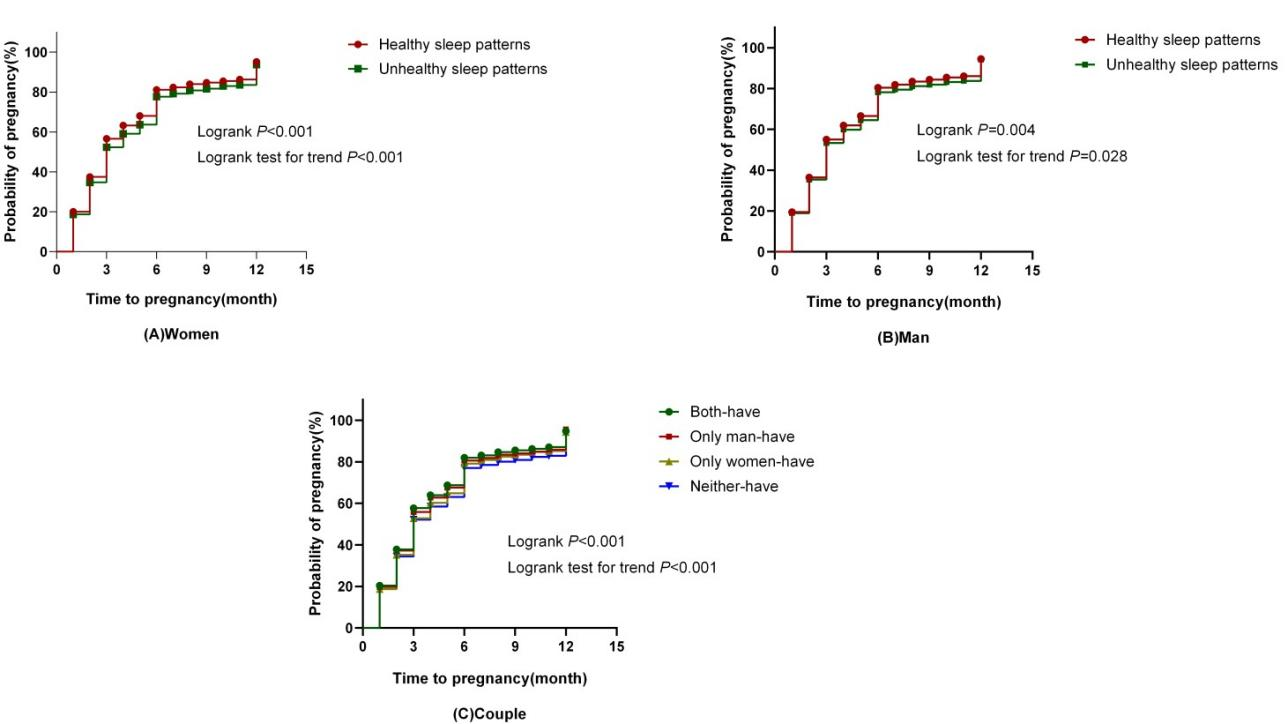 Probability of pregnancy(%)
100
80
60
40
20
0
0 3 6 9 12 15
Time to pregnancy(month)
(A)Women
Healthy sleep patterns
Unhealthy sleep patterns
Logrank P<0.001
Logrank test for trend P<0.001
Probability of pregnancy(%)
100
80
60
40
20
0
0 3 6 9 12 15
Time to pregnancy(month)
(B)Man
Healthy sleep patterns
Unhealthy sleep patterns
Logrank P=0.004
Logrank test for trend P=0.028
Probability of pregnancy(%)
100
80
60
40
20
0
0 3 6 9 12 15
Time to pregnancy(month)
(C)Couple
Both-have
Only man-have
Only women-have
Neither-have
Logrank P<0.001
Logrank test for trend P<0.001